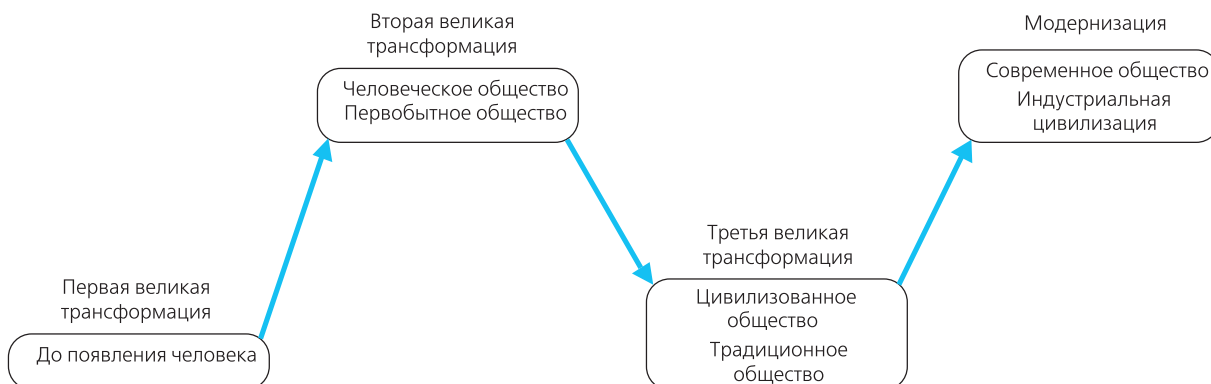 Первая великая
трансформация
До появления человека
Вторая великая
трансформация
Человеческое общество
Первобытное общество
Третья великая
трансформация
Цивилизованное
общество
Традиционное
общество
Модернизация
Современное общество
Индустриальная
цивилизация